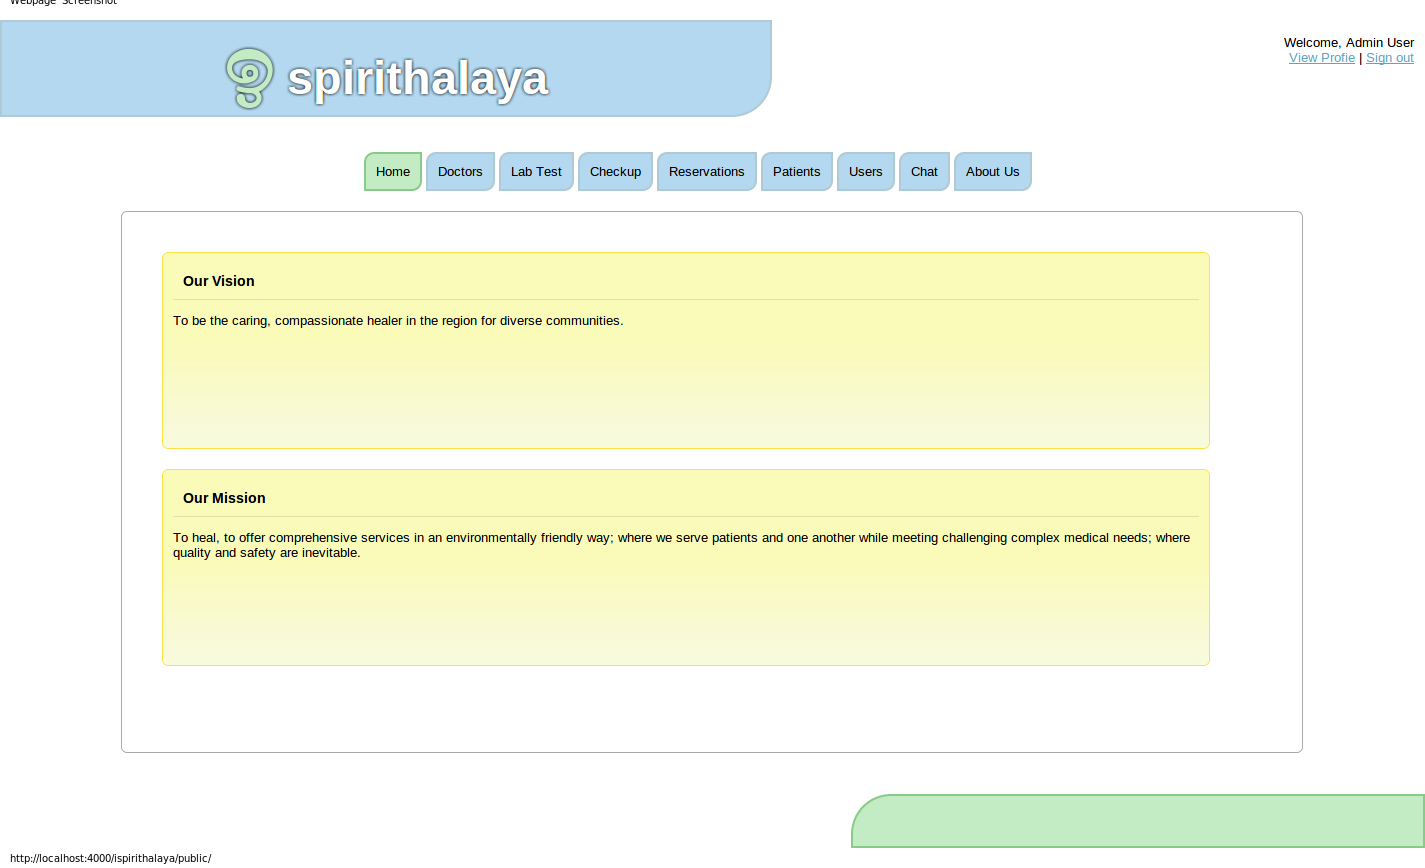 Webpage Screenshot
spirithalaya
Welcome, Admin User
View Profie | Sign out
Home Doctors Lab Test Checkup Reservations Patients Users Chat About Us
Our Vision
To be the caring, compassionate healer in the region for diverse communities.
Our Mission
To heal, to offer comprehensive services in an environmentally friendly way; where we serve patients and one another while meeting challenging complex medical needs; where
quality and safety are inevitable.
http://localhost:4000/ispirithalaya/public/